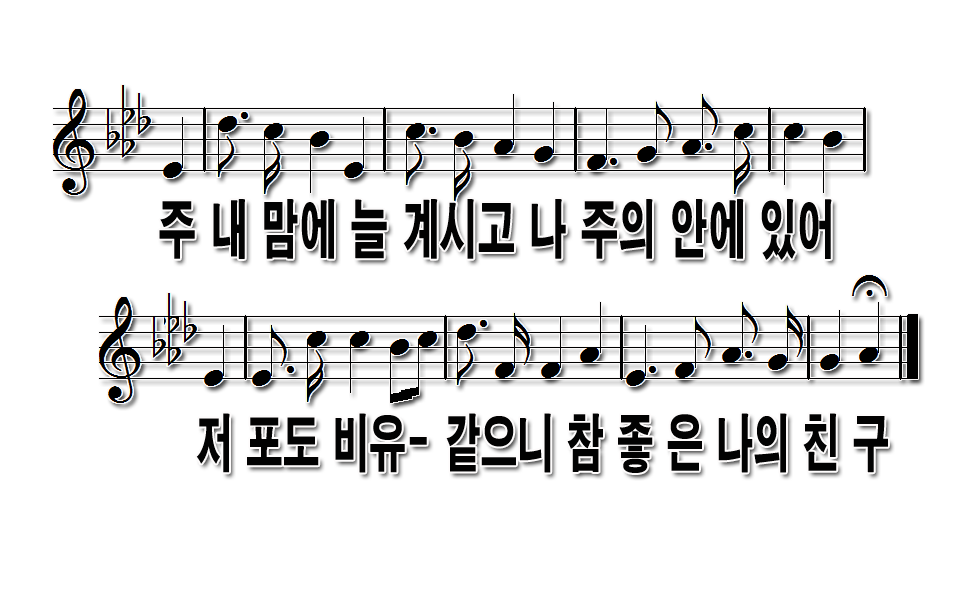 주 내 맘에 늘 계시고 나 주의 안에 있어
저 포도 비유- 같으니 참 좋 은 나의 친 구